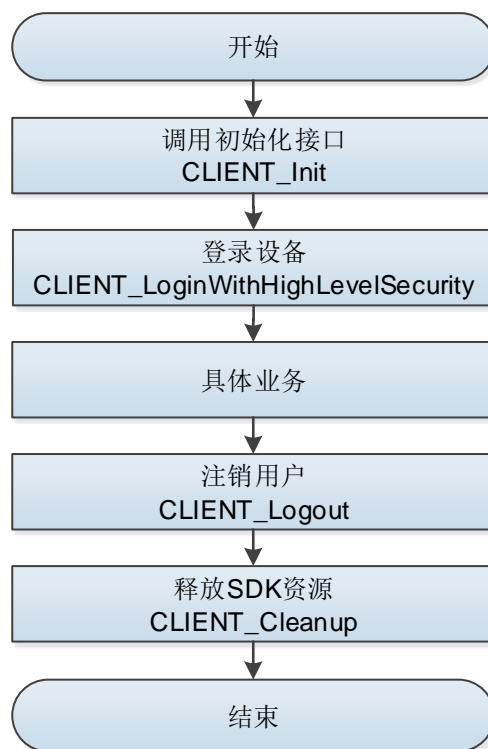 开始
调用初始化接口
CLIENT_Init
登录设备
CLIENT_LoginWithHighLevelSecurity
具体业务
注销用户
CLIENT_Logout
释放SDK资源
CLIENT_Cleanup
结束